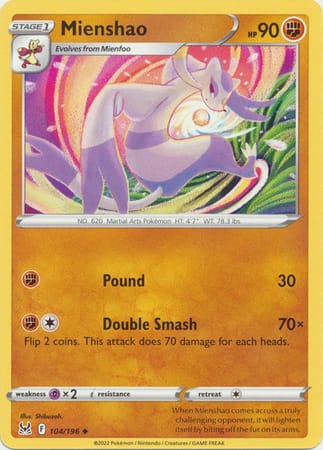 STAGE 1
Mienshao
HP 90
Evolves from Mienfoo
NO. 620 Martial Arts Pokémon HT: 4'7" WT: 78.3 lbs.
Pound 30
Double Smash 70×
Flip 2 coins. This attack does 70 damage for each heads.
weakness ×2 resistance retreat
Illus. Shibuzoh.
When Mienshao comes across a truly
challenging opponent, it will lighten
itself by biting off the fur on its arms.
F 104/196
©2022 Pokémon / Nintendo / Creatures / GAME FREAK